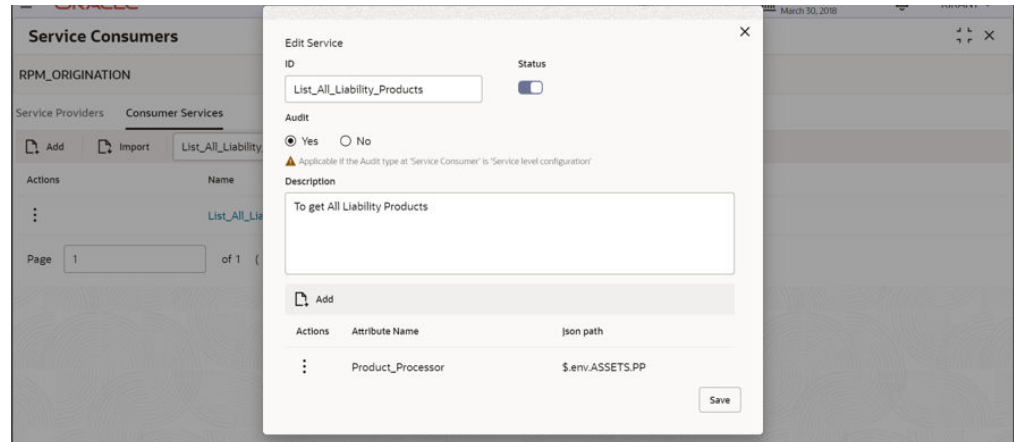 March 30, 2018
Service Consumers
RPM_ORIGINATION
Service Providers Consumer Services
Add Import List_All_Liability_
Actions Name
List_All_Lia
Page 1 of 1
Edit Service
ID Status
List_All_Liability_Products
Audit
Yes No
Applicable if the Audit type at 'Service Consumer' is 'Service level configuration'
Description
To get All Liability Products
Add
Actions Attribute Name Json path
Product_Processor $.env.ASSETS.PP
Save